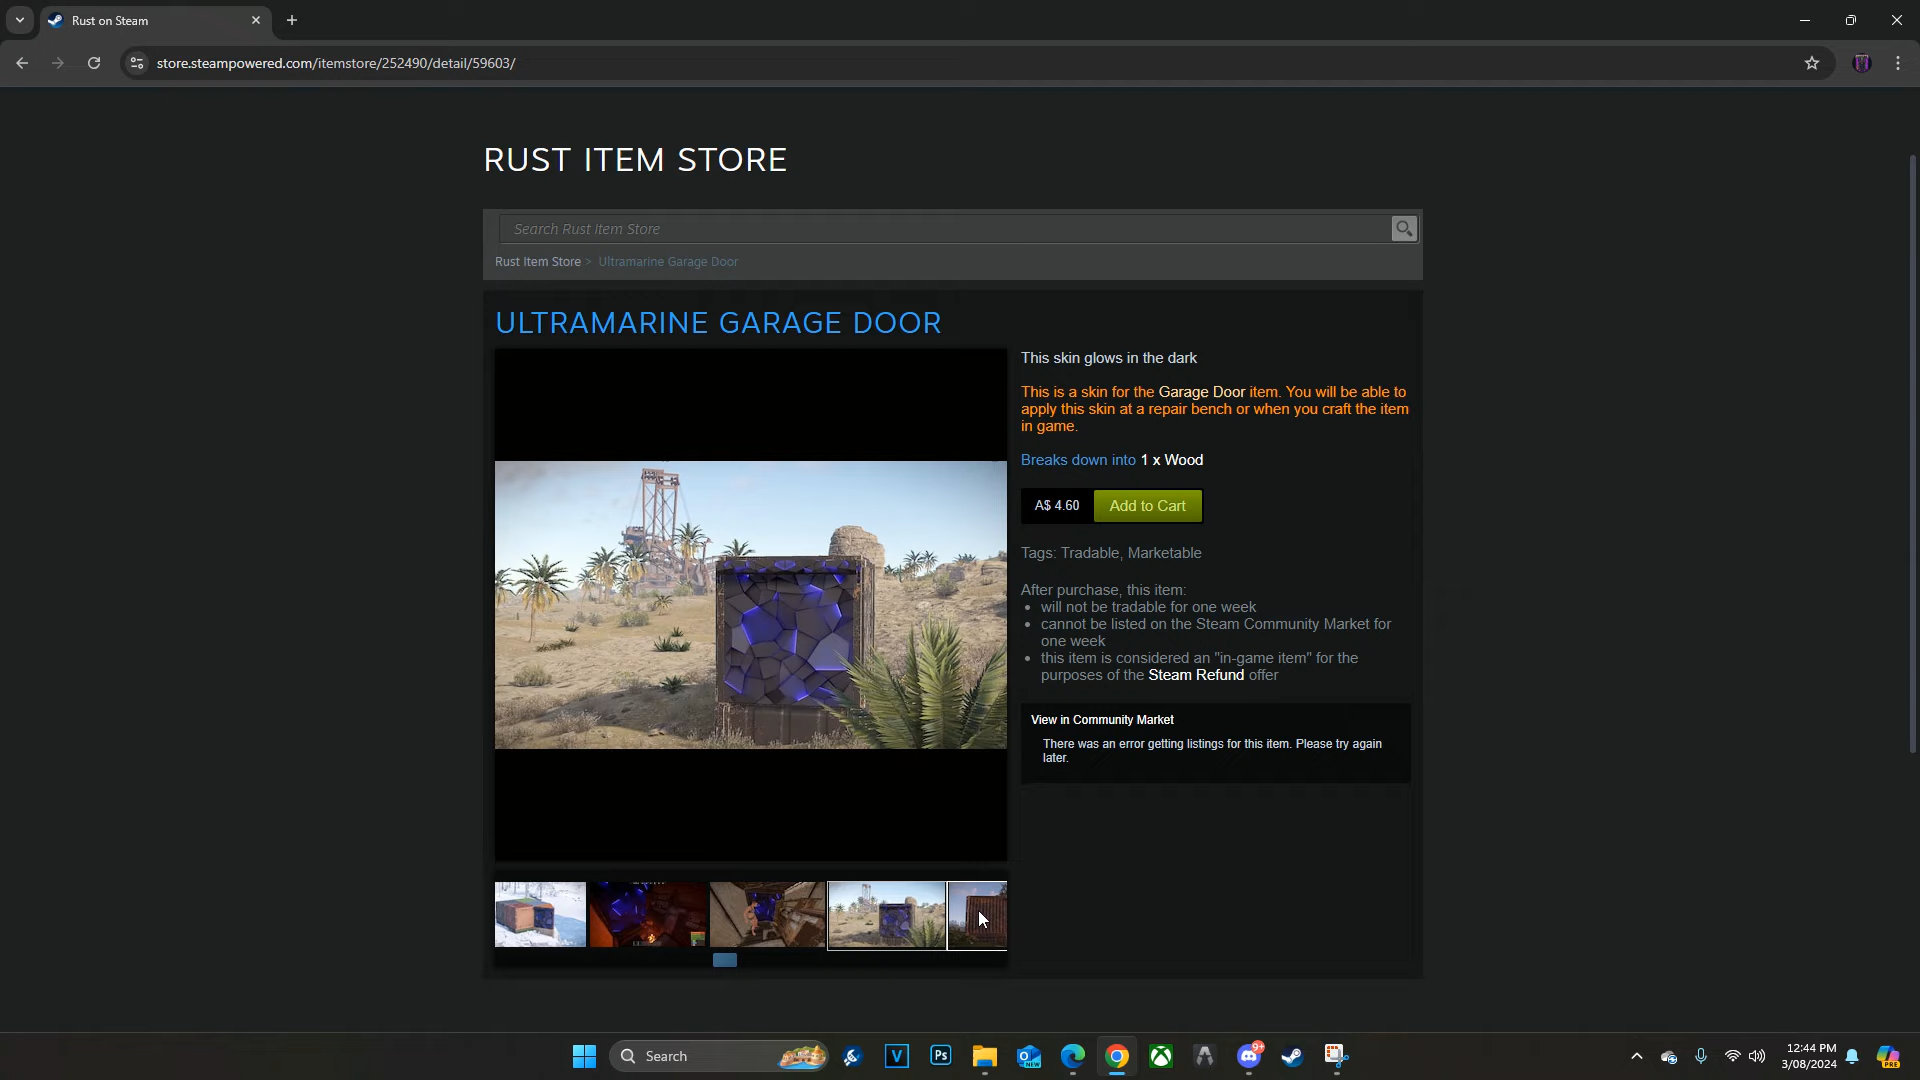 Rust on Steam
store.steampowered.com/itemstore/252490/detail/59603/
RUST ITEM STORE
Search Rust Item Store
Rust Item Store > Ultramarine Garage Door
ULTRAMARINE GARAGE DOOR
This skin glows in the dark
This is a skin for the Garage Door item. You will be able to
apply this skin at a repair bench or when you craft the item
in game.
Breaks down into 1 x Wood
A$ 4.60
Add to Cart
Tags: Tradable, Marketable
After purchase, this item:
• will not be tradable for one week
• cannot be listed on the Steam Community Market for
one week
• this item is considered an "in-game item" for the
purposes of the Steam Refund offer
View in Community Market
There was an error getting listings for this item. Please try again
later.
Search
V
Ps
NEW
9+
12:44 PM
3/08/2024
PRE